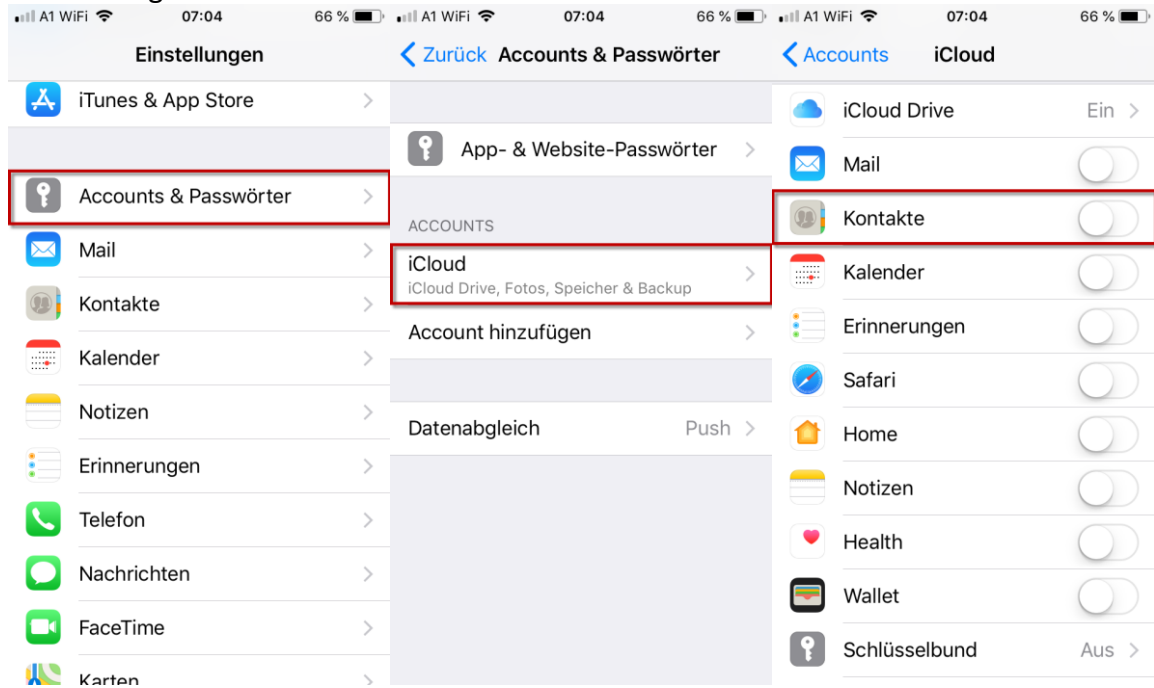 A1 WiFi 07:04 66 %
Einstellungen
iTunes & App Store
Accounts & Passwörter
Mail
Kontakte
Kalender
Notizen
Erinnerungen
Telefon
Nachrichten
FaceTime
Karten
A1 WiFi 07:04 66 %
Zurück Accounts & Passwörter
App- & Website-Passwörter
ACCOUNTS
iCloud
iCloud Drive, Fotos, Speicher & Backup
Account hinzufügen
Datenabgleich Push
A1 WiFi 07:04 66 %
Accounts iCloud
iCloud Drive Ein
Mail
Kontakte
Kalender
Erinnerungen
Safari
Home
Notizen
Health
Wallet
Schlüsselbund Aus